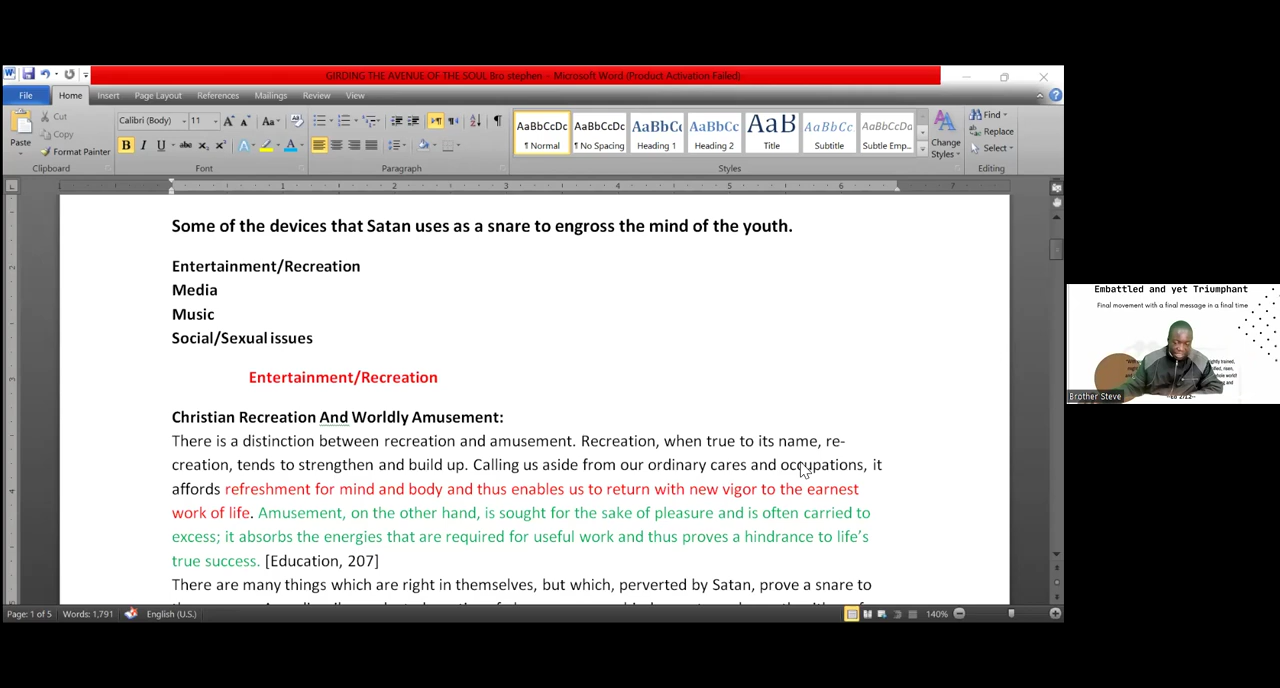 GIRDING THE AVENUE OF THE SOUL Bro stephen - Microsoft Word (Product Activation Failed)
File Home Insert Page Layout References Mailings Review View
Cut
Copy
Paste
Format Painter
Clipboard
Calibri (Body) 11
Font
Paragraph
AaBbCcDc AaBbCcDc AaBbCc AaBbCc AaB AaBbCc. AaBbCcDa
¶ Normal ¶ No Spacing Heading 1 Heading 2 Title Subtitle Subtle Emp...
Change
Styles
Styles
Find
Replace
Select
Editing
1 1 2 3 4 5 6 7
Some of the devices that Satan uses as a snare to engross the mind of the youth.
Entertainment/Recreation
Media
Music
Social/Sexual issues
Entertainment/Recreation
Christian Recreation And Worldly Amusement:
There is a distinction between recreation and amusement. Recreation, when true to its name, re-
creation, tends to strengthen and build up. Calling us aside from our ordinary cares and occupations, it
affords refreshment for mind and body and thus enables us to return with new vigor to the earnest
work of life. Amusement, on the other hand, is sought for the sake of pleasure and is often carried to
excess; it absorbs the energies that are required for useful work and thus proves a hindrance to life's
true success. [Education, 207]
There are many things which are right in themselves, but which, perverted by Satan, prove a snare to
Page: 1 of 5 Words: 1,791 English (U.S.) 140%
Embattled and yet Triumphant
Final movement with a final message in a final time
Brother Steve